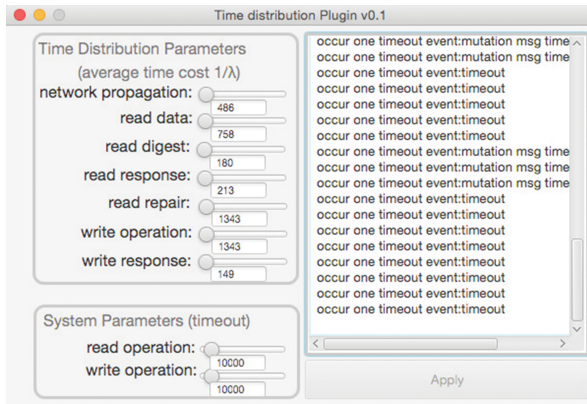 Time distribution Plugin v0.1
Time Distribution Parameters
(average time cost 1/λ)
network propagation:
486
read data:
758
read digest:
180
read response:
213
read repair:
1343
write operation:
1343
write response:
149
System Parameters (timeout)
read operation:
10000
write operation:
10000
occur one timeout event:mutation msg time
occur one timeout event:mutation msg time
occur one timeout event:timeout
occur one timeout event:timeout
occur one timeout event:timeout
occur one timeout event:timeout
occur one timeout event:timeout
occur one timeout event:mutation msg time
occur one timeout event:mutation msg time
occur one timeout event:mutation msg time
occur one timeout event:timeout
occur one timeout event:timeout
occur one timeout event:timeout
occur one timeout event:timeout
occur one timeout event:timeout
occur one timeout event:timeout
occur one timeout event:timeout
occur one timeout event:timeout
Apply